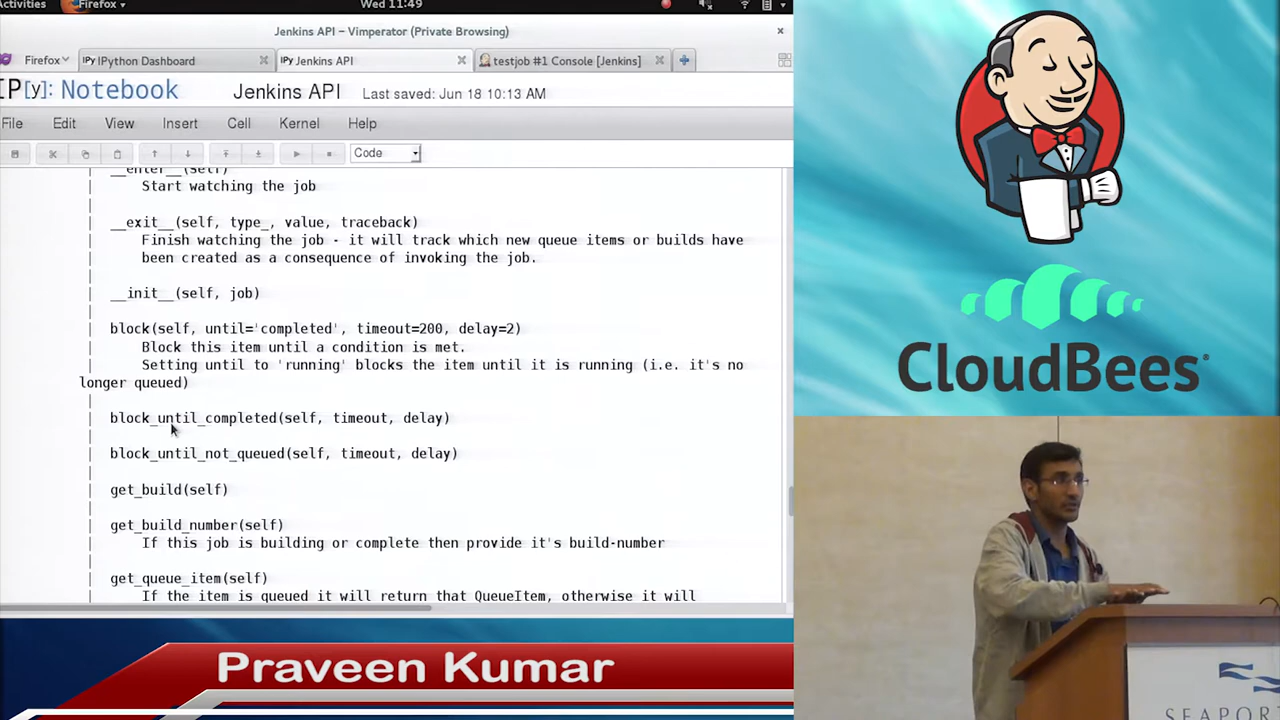 Activities
Firefox
Wed 11:49
Jenkins API – Vimperator (Private Browsing)
Firefox
IPy IPython Dashboard
IPy Jenkins API
testjob #1 Console [Jenkins]
IP[y]: Notebook
Jenkins API
Last saved: Jun 18 10:13 AM
File
Edit
View
Insert
Cell
Kernel
Help
Code
__enter__(self)
Start watching the job
__exit__(self, type_, value, traceback)
Finish watching the job - it will track which new queue items or builds have
been created as a consequence of invoking the job.
__init__(self, job)
block(self, until='completed', timeout=200, delay=2)
Block this item until a condition is met.
Setting until to 'running' blocks the item until it is running (i.e. it's no
longer queued)
block_until_completed(self, timeout, delay)
block_until_not_queued(self, timeout, delay)
get_build(self)
get_build_number(self)
If this job is building or complete then provide it's build-number
get_queue_item(self)
If the item is queued it will return that QueueItem, otherwise it will
Praveen Kumar
CloudBees®
SEAPOR